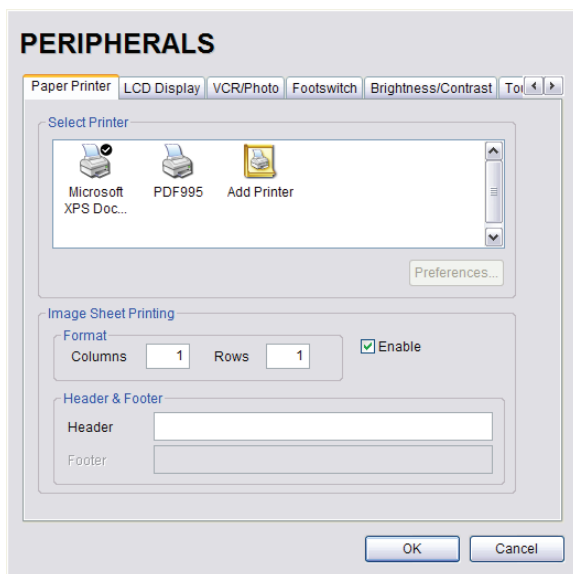 PERIPHERALS
Paper Printer LCD Display VCR/Photo Footswitch Brightness/Contrast
Select Printer
Microsoft XPS Doc...
PDF995
Add Printer
Preferences...
Image Sheet Printing
Format
Columns 1 Rows 1
Enable
Header & Footer
Header
Footer
OK Cancel